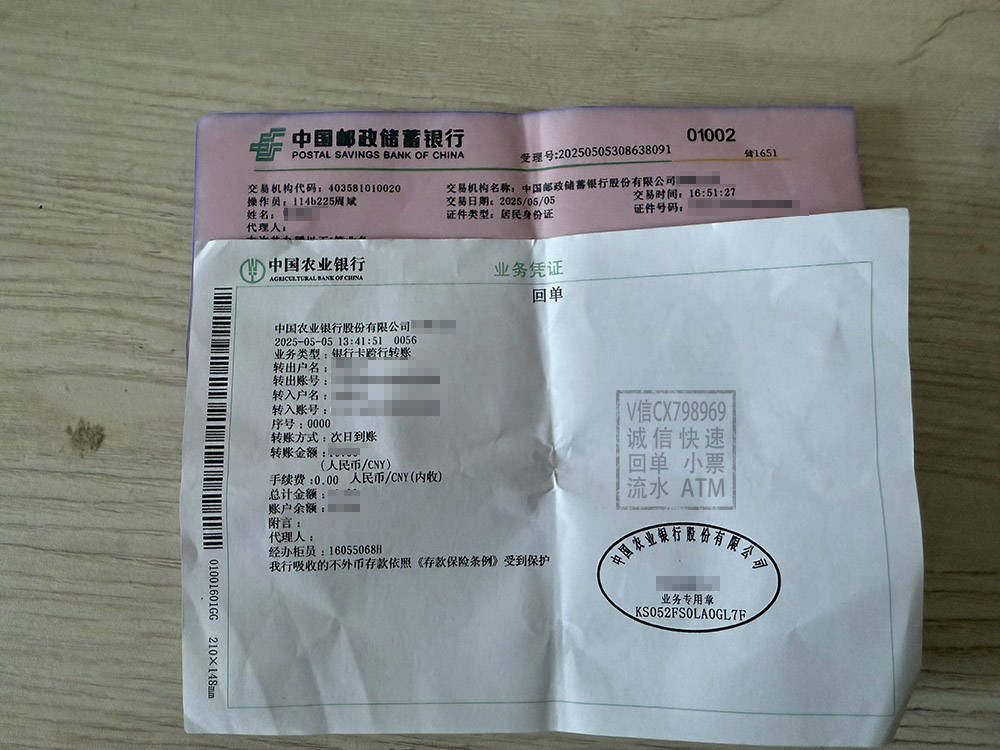 中国邮政储蓄银行
POSTAL SAVINGS BANK OF CHINA
受理号:20250505308638091
01002
储1651
交易机构代码: 403581010020
交易机构名称: 中国邮政储蓄银行股份有限公司
操作员: 114b225周斌
交易日期: 2025/05/05
交易时间: 16:51:27
姓名:
证件类型: 居民身份证
证件号码:
代理人:
中国农业银行
AGRICULTURAL BANK OF CHINA
业务凭证
回单
中国农业银行股份有限公司
2025-05-05 13:41:51 0056
业务类型: 银行卡跨行转账
转出户名:
转出账号:
转入户名:
转入账号:
序号: 0000
转账方式: 次日到账
转账金额:
(人民币/CNY)
手续费:0.00 人民币/CNY(内收)
总计金额:
账户余额:
附言:
代理人:
经办柜员: 16055068H
我行吸收的不外币存款依照《存款保险条例》受到保护
01001601GG 210×148mm
V信CX798969
诚信快速
回单 小票
流水 ATM
中国农业银行股份有限公司
业务专用章
KS052FS0LA0GL7F